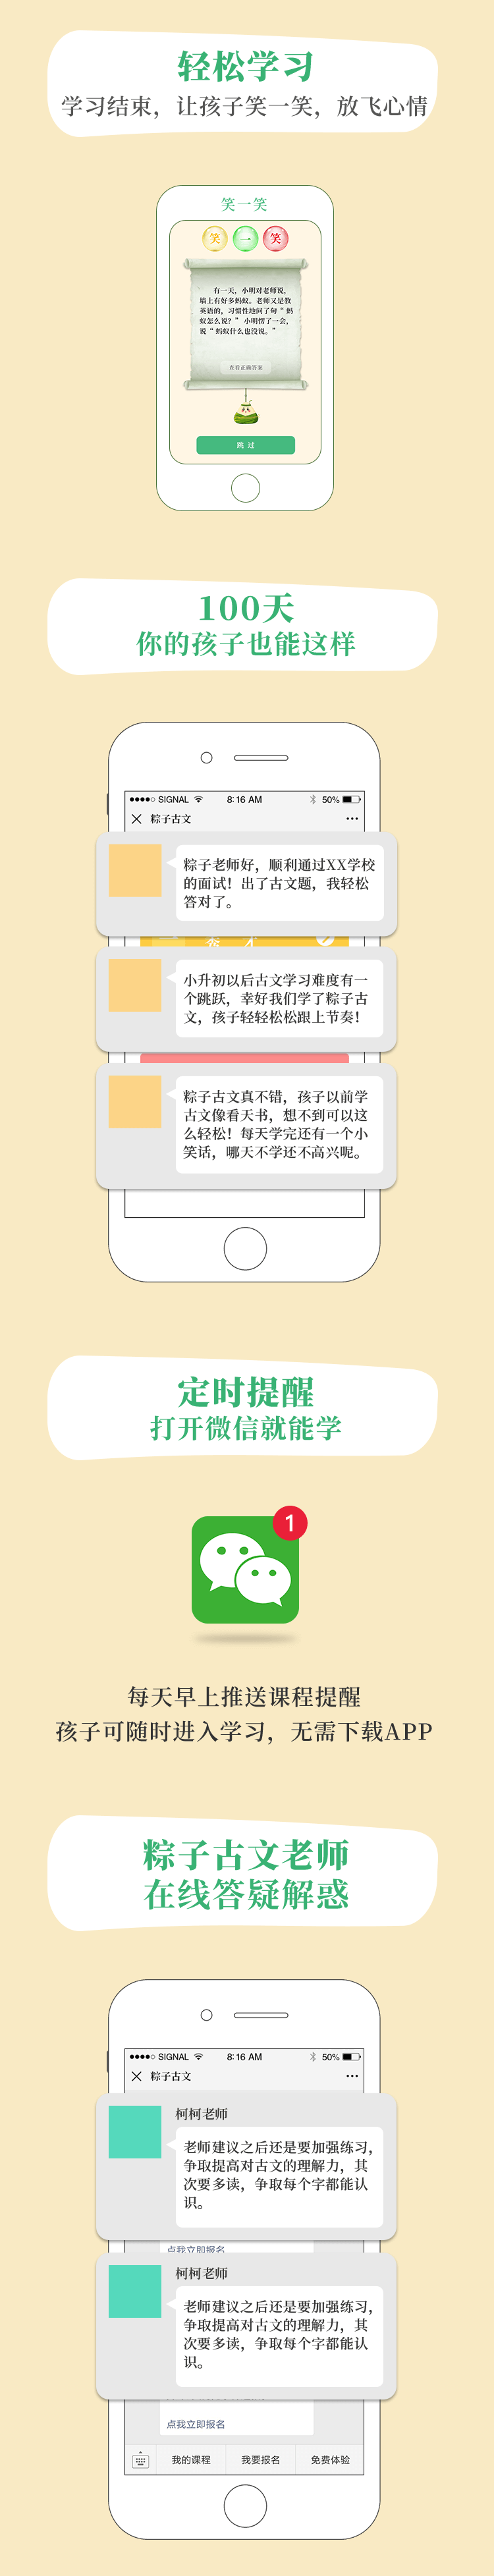 轻松学习
学习结束，让孩子笑一笑，放飞心情
笑一笑
笑 一 笑
有一天，小明对老师说，
墙上有好多蚂蚁。老师又是教
英语的，习惯性地问了句“蚂
蚁怎么说？”小明愣了一会，
说“蚂蚁什么也没说。”
查看正确答案
跳过
100天
你的孩子也能这样
SIGNAL 8:16 AM 50%
粽子古文
粽子老师好，顺利通过XX学校
的面试！出了古文题，我轻松
答对了。
小升初以后古文学习难度有一
个跳跃，幸好我们学了粽子古
文，孩子轻轻松松跟上节奏！
粽子古文真不错，孩子以前学
古文像看天书，想不到可以这
么轻松！每天学完还有一个小
笑话，哪天不学还不高兴呢。
定时提醒
打开微信就能学
1
每天早上推送课程提醒
孩子可随时进入学习，无需下载APP
粽子古文老师
在线答疑解惑
SIGNAL 8:16 AM 50%
粽子古文
柯柯老师
老师建议之后还是要加强练习，
争取提高对古文的理解力，其
次要多读，争取每个字都能认
识。
点我立即报名
柯柯老师
老师建议之后还是要加强练习，
争取提高对古文的理解力，其
次要多读，争取每个字都能认
识。
点我立即报名
我的课程 我要报名 免费体验